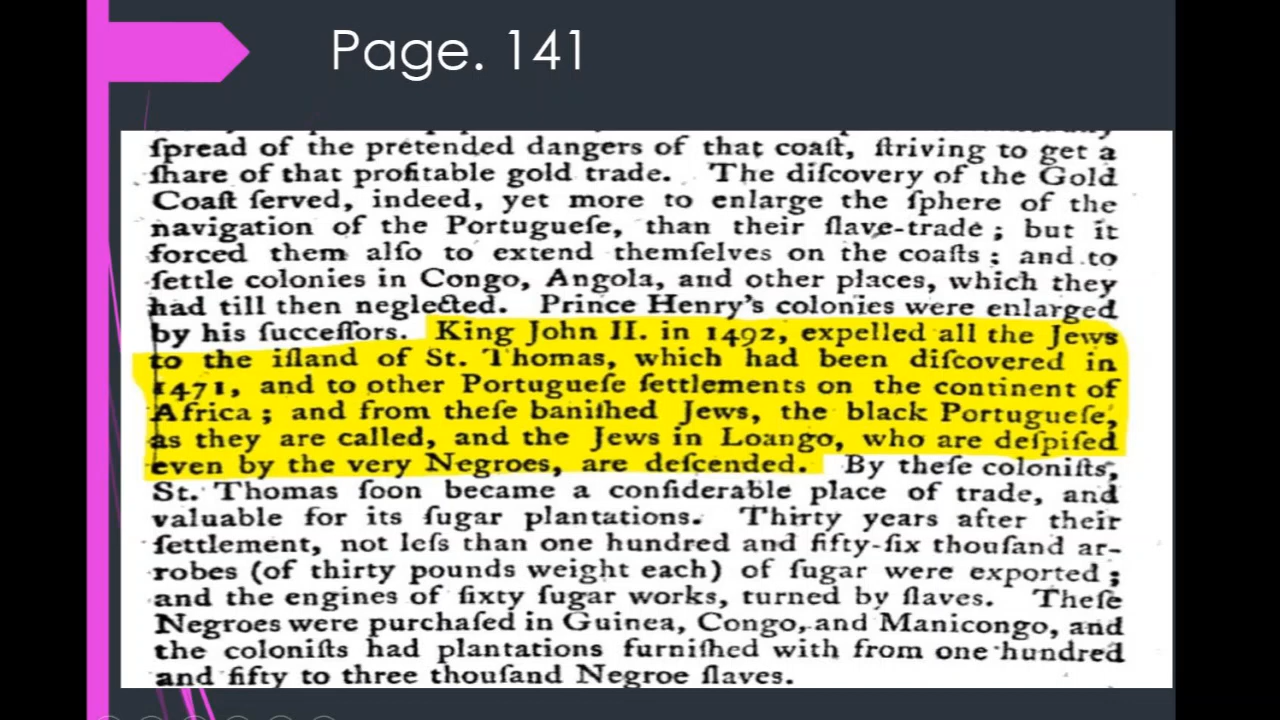 Page. 141
ſpread of the pretended dangers of that coaſt, ſtriving to get a
ſhare of that profitable gold trade. The diſcovery of the Gold
Coaſt ſerved, indeed, yet more to enlarge the ſphere of the
navigation of the Portugueſe, than their ſlave-trade; but it
forced them alſo to extend themſelves on the coaſts; and to
ſettle colonies in Congo, Angola, and other places, which they
had till then neglected. Prince Henry's colonies were enlarged
by his ſucceſſors. King John II. in 1492, expelled all the Jews
to the iſland of St. Thomas, which had been diſcovered in
1471, and to other Portugueſe ſettlements on the continent of
Africa; and from theſe baniſhed Jews, the black Portugueſe,
as they are called, and the Jews in Loango, who are deſpiſed
even by the very Negroes, are deſcended. By theſe coloniſts,
St. Thomas ſoon became a conſiderable place of trade, and
valuable for its ſugar plantations. Thirty years after their
ſettlement, not leſs than one hundred and fifty-ſix thouſand ar-
robes (of thirty pounds weight each) of ſugar were exported;
and the engines of ſixty ſugar works, turned by ſlaves. Theſe
Negroes were purchaſed in Guinea, Congo, and Manicongo, and
the coloniſts had plantations furniſhed with from one hundred
and fifty to three thouſand Negroe ſlaves.